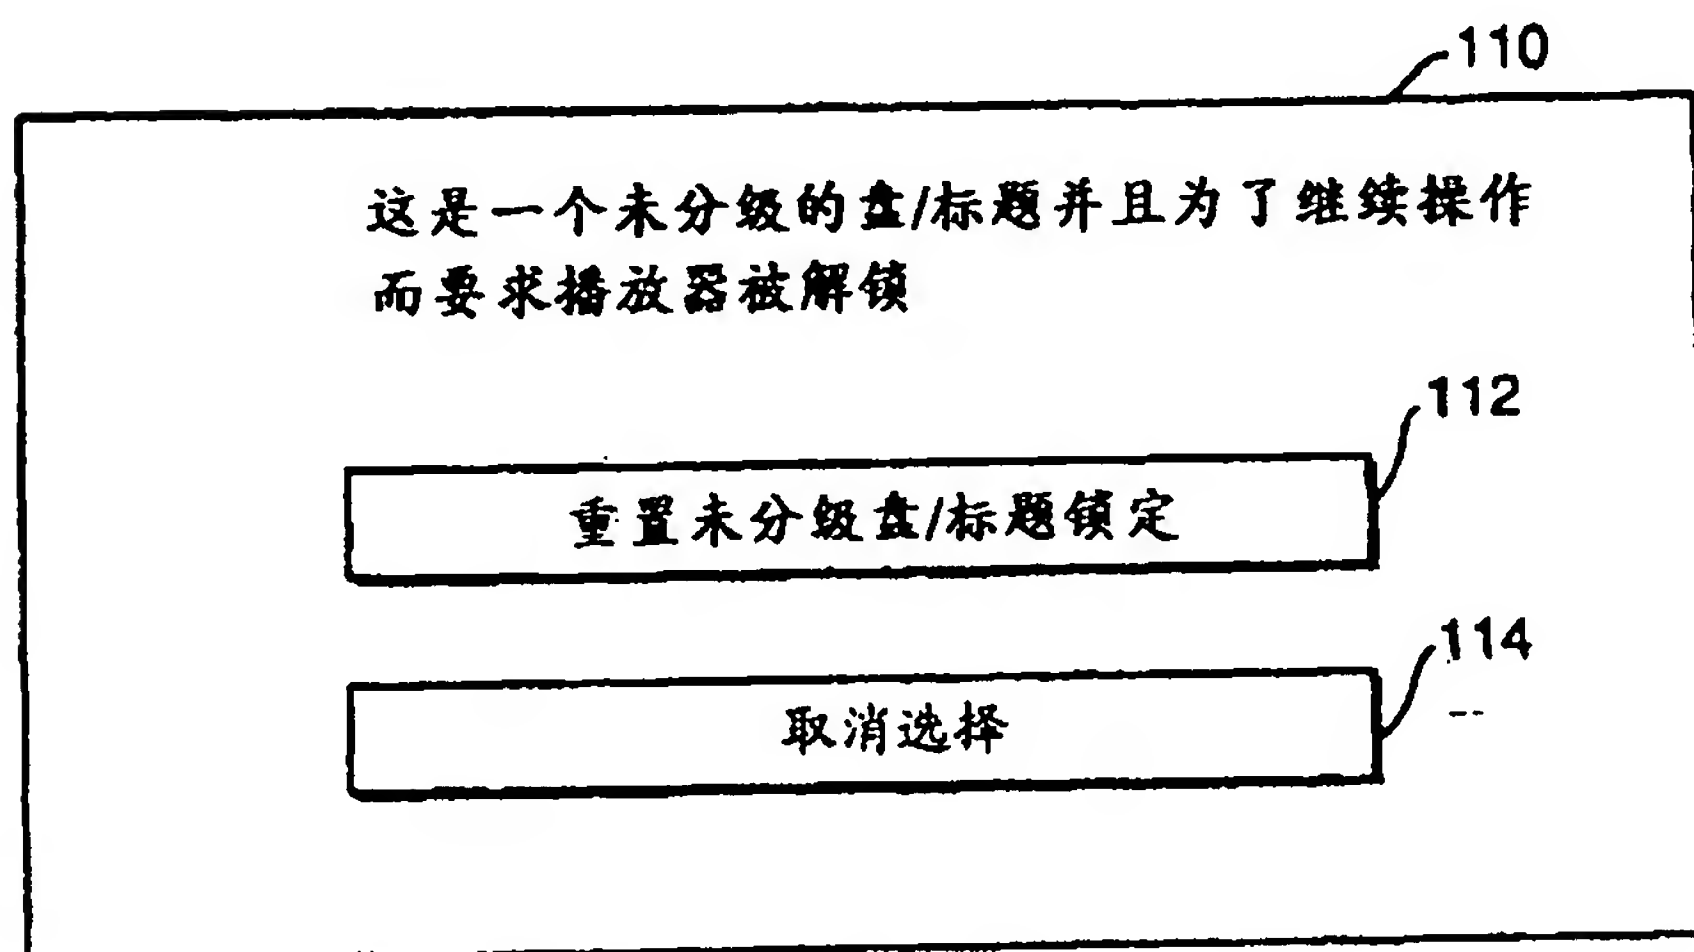 110
这是一个未分级的盘/标题并且为了继续操作
而要求播放器被解锁
112
重置未分级盘/标题锁定
114
取消选择